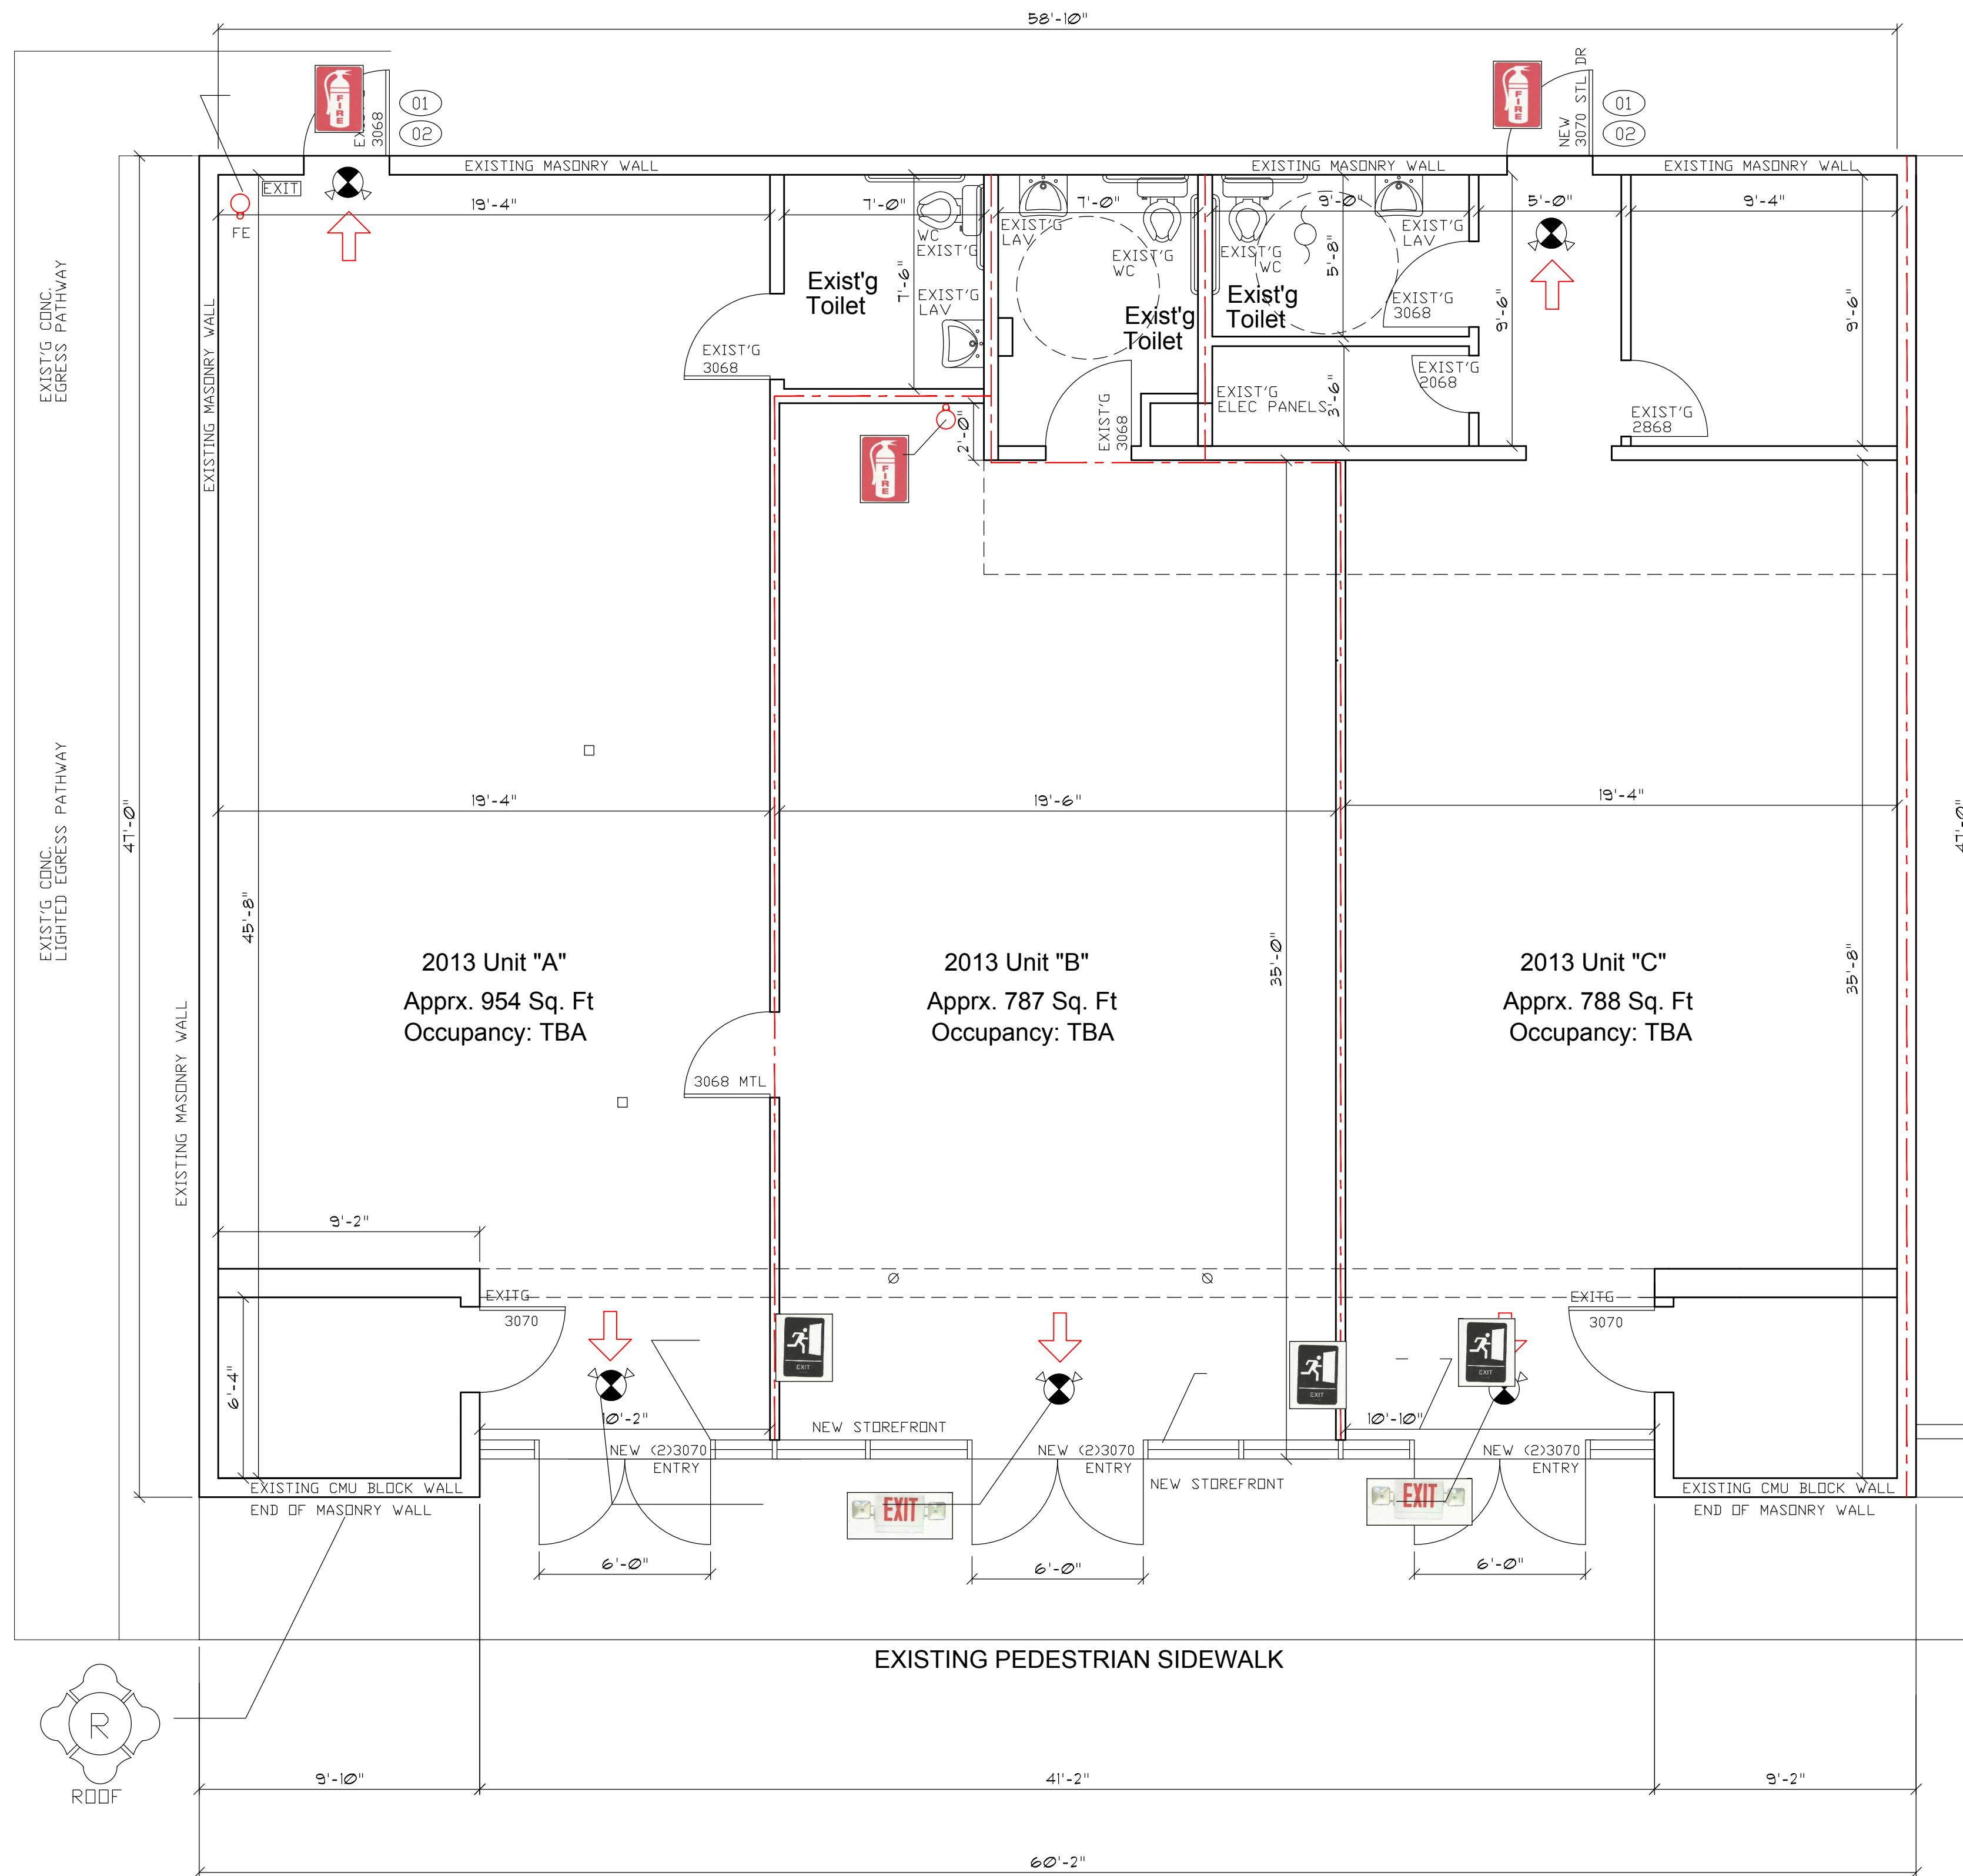 58'-10"
FIRE
3068
01
02
FIRE
NEW
3070 STL DR
01
02
EXISTING MASONRY WALL
EXISTING MASONRY WALL
EXISTING MASONRY WALL
EXIT
FE
19'-4"
7'-0"
7'-0"
9'-0"
5'-0"
9'-4"
WC
EXIST'G
EXIST'G
LAV
EXIST'G
WC
EXIST'G
WC
EXIST'G
LAV
Exist'g
Toilet
7'-6"
EXIST'G
LAV
Exist'g
Toilet
Exist'g
Toilet
5'-8"
EXIST'G
3068
9'-6"
9'-6"
EXIST'G CONC.
EGRESS PATHWAY
EXISTING MASONRY WALL
EXIST'G
3068
EXIST'G
2068
EXIST'G
ELEC PANELS
3'-6"
EXIST'G
3068
EXIST'G
2868
2'-0"
FIRE
EXIST'G CONC.
LIGHTED EGRESS PATHWAY
47'-0"
19'-4"
19'-6"
19'-4"
47'-0"
45'-8"
35'-0"
35'-8"
2013 Unit "A"
Apprx. 954 Sq. Ft
Occupancy: TBA
2013 Unit "B"
Apprx. 787 Sq. Ft
Occupancy: TBA
2013 Unit "C"
Apprx. 788 Sq. Ft
Occupancy: TBA
EXISTING MASONRY WALL
3068 MTL
9'-2"
EXITG
3070
EXITG
3070
EXIT
EXIT
EXIT
6'-4"
10'-2"
10'-10"
NEW STOREFRONT
NEW (2)3070
ENTRY
NEW (2)3070
ENTRY
NEW STOREFRONT
NEW (2)3070
ENTRY
EXISTING CMU BLOCK WALL
END OF MASONRY WALL
EXIT
EXIT
EXISTING CMU BLOCK WALL
END OF MASONRY WALL
6'-0"
6'-0"
6'-0"
EXISTING PEDESTRIAN SIDEWALK
R
ROOF
9'-10"
41'-2"
9'-2"
60'-2"